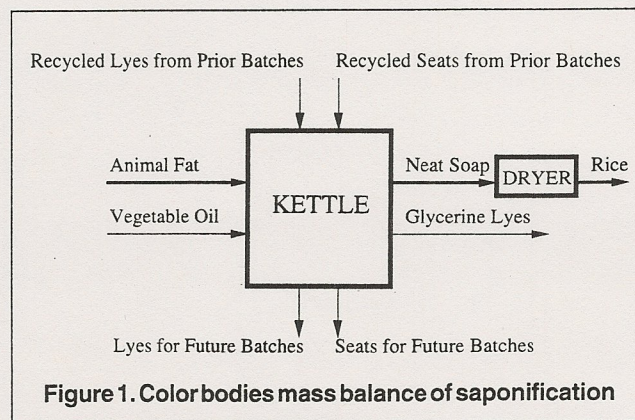 Recycled Lyes from Prior Batches
Recycled Seats from Prior Batches
Animal Fat
Vegetable Oil
KETTLE
Neat Soap
DRYER
Rice
Glycerine Lyes
Lyes for Future Batches
Seats for Future Batches
Figure 1. Color bodies mass balance of saponification